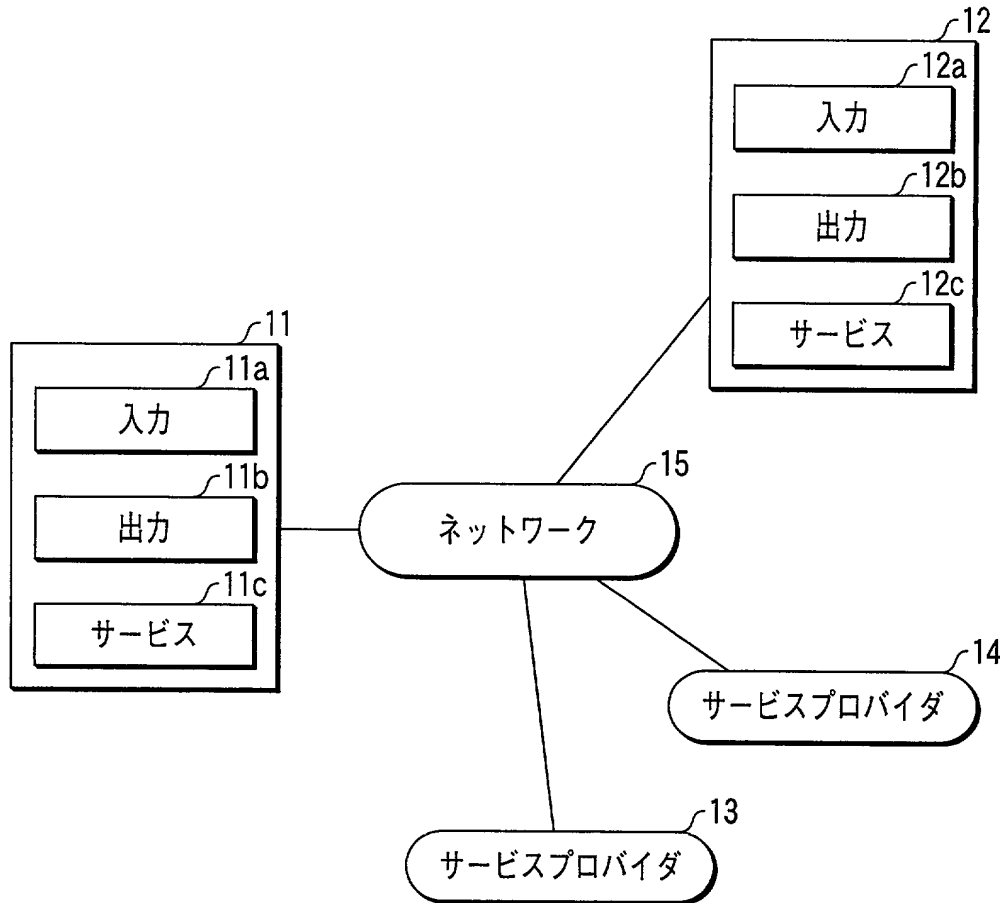 12
12a
入力
12b
出力
12c
サービス
11
11a
入力
11b
出力
11c
サービス
15
ネットワーク
14
サービスプロバイダ
13
サービスプロバイダ